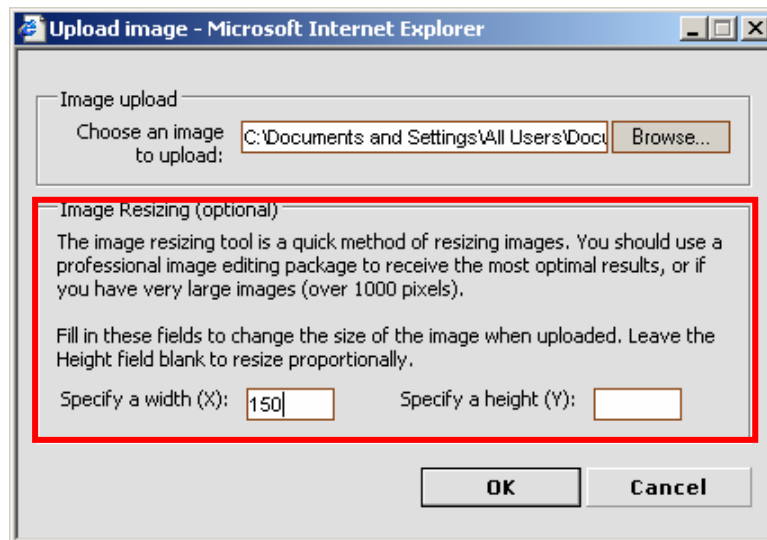 Upload image - Microsoft Internet Explorer
Image upload
Choose an image
to upload:
C:\Documents and Settings\All Users\Docu
Browse...
Image Resizing (optional)
The image resizing tool is a quick method of resizing images. You should use a
professional image editing package to receive the most optimal results, or if
you have very large images (over 1000 pixels).
Fill in these fields to change the size of the image when uploaded. Leave the
Height field blank to resize proportionally.
Specify a width (X): 150 Specify a height (Y):
OK Cancel